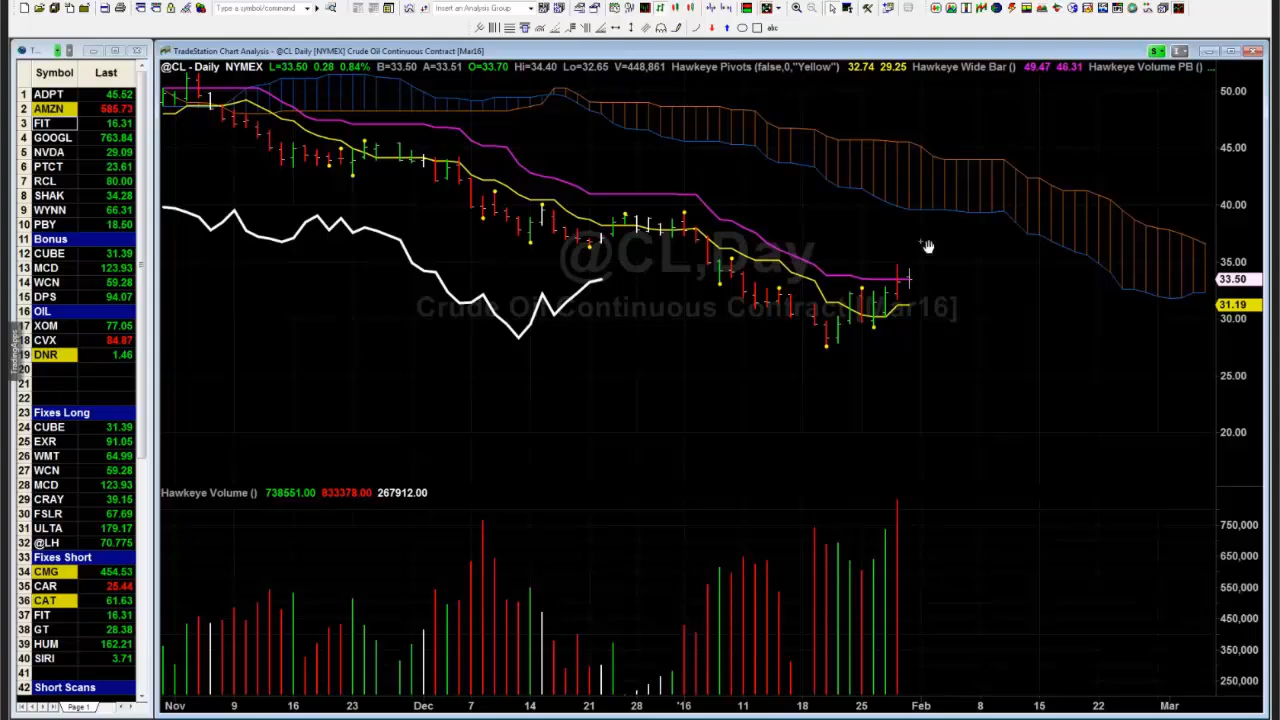 Type a symbol/command
Insert an Analysis Group
abc
T...
TradeStation Chart Analysis - @CL Daily [NYMEX] Crude Oil Continuous Contract [Mar16]
S
I
@CL - Daily NYMEX L=33.50 0.28 0.84% B=33.50 A=33.51 O=33.70 Hi=34.40 Lo=32.65 V=448,861 Hawkeye Pivots (false,0,"Yellow") 32.74 29.25 Hawkeye Wide Bar () 49.47 46.31 Hawkeye Volume PB () ...
Symbol Last
1 ADPT 45.52
2 AMZN 585.73
3 FIT 16.31
4 GOOGL 763.84
5 NVDA 29.09
6 PTCT 23.61
7 RCL 80.00
8 SHAK 34.28
9 WYNN 66.31
10 PBY 18.50
11 Bonus
12 CUBE 31.39
13 MCD 123.93
14 WCN 59.28
15 DPS 94.07
16 OIL
17 XOM 77.05
18 CVX 84.87
19 DNR 1.46
20
21
22
23 Fixes Long
24 CUBE 31.39
25 EXR 91.05
26 WMT 64.99
27 WCN 59.28
28 MCD 123.93
29 CRAY 39.15
30 FSLR 67.69
31 ULTA 179.17
32 @LH 70.775
33 Fixes Short
34 CMG 454.53
35 CAR 25.44
36 CAT 61.63
37 FIT 16.31
38 GT 28.38
39 HUM 162.21
40 SIRI 3.71
41
42 Short Scans
Page 1
TradingApps
@CL,Day
Crude Oil Continuous Contract [Mar16]
50.00
45.00
40.00
35.00
33.50
31.19
30.00
25.00
20.00
Hawkeye Volume () 738551.00 833378.00 267912.00
750,000
650,000
550,000
450,000
350,000
250,000
Nov 9 16 23 Dec 7 14 21 28 '16 11 18 25 Feb 8 15 22 Mar